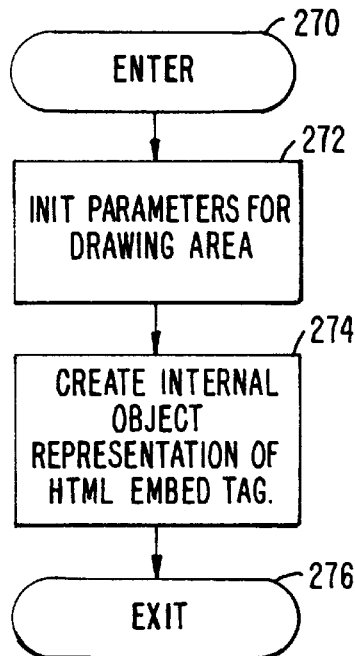 270
ENTER
272
INIT PARAMETERS FOR
DRAWING AREA
274
CREATE INTERNAL
OBJECT
REPRESENTATION OF
HTML EMBED TAG.
276
EXIT